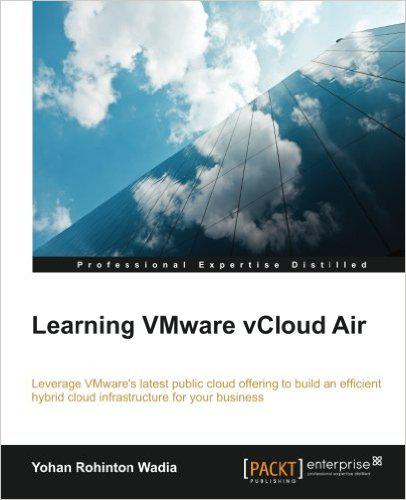 Professional Expertise Distilled
Learning VMware vCloud Air
Leverage VMware's latest public cloud offering to build an efficient
hybrid cloud infrastructure for your business
Yohan Rohinton Wadia
[PACKT] enterprise
PUBLISHING
professional expertise distilled